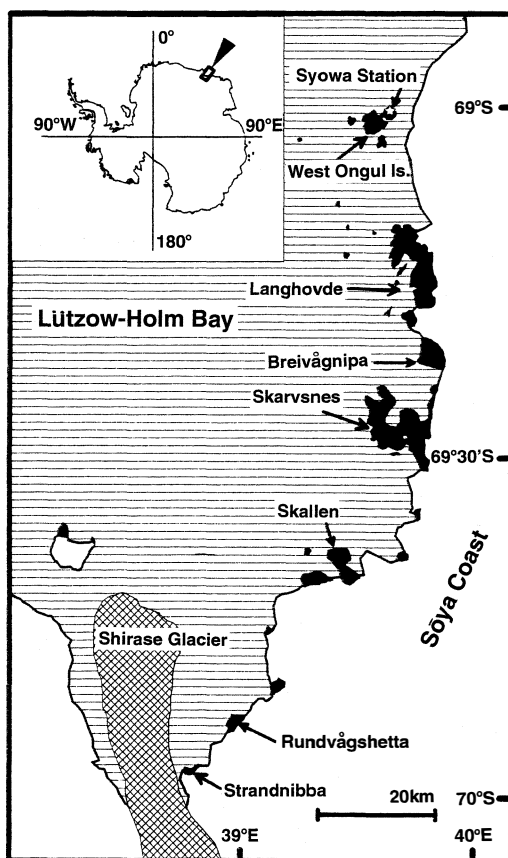 0°
Syowa Station
69°S
90°W
90°E
West Ongul Is.
180°
Langhovde
Lützow-Holm Bay
Breivågnipa
Skarvsnes
69°30'S
Skallen
Sōya Coast
Shirase Glacier
Rundvågshetta
Strandnibba
20km
70°S
39°E
40°E